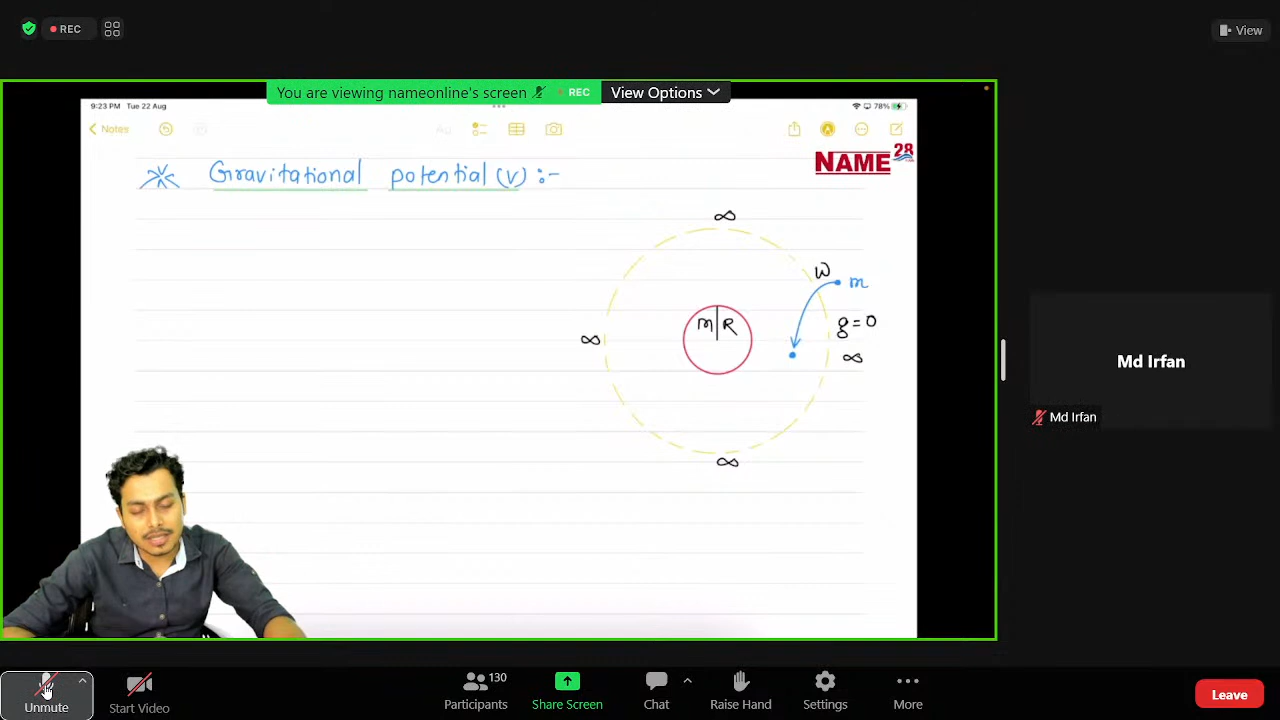 REC
View
You are viewing nameonline's screen
REC
View Options
9:23 PM Tue 22 Aug
78%
Notes
Aa
NAME 28
Gravitational potential (v) :-
∞
W
m
M R
g = 0
∞
∞
∞
Md Irfan
Md Irfan
Unmute
Start Video
130
Participants
Share Screen
Chat
Raise Hand
Settings
More
Leave